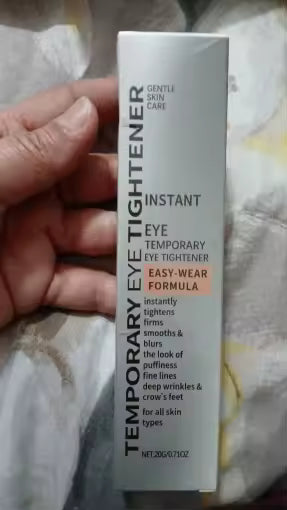 TEMPORARY EYE TIGHTENER
GENTLE
SKIN
CARE
INSTANT
EYE
TEMPORARY
EYE TIGHTENER
EASY-WEAR
FORMULA
instantly
tightens
firms
smooths &
blurs
the look of
puffiness
fine lines
deep wrinkles &
crow's feet
for all skin
types
NET.20G/0.71OZ